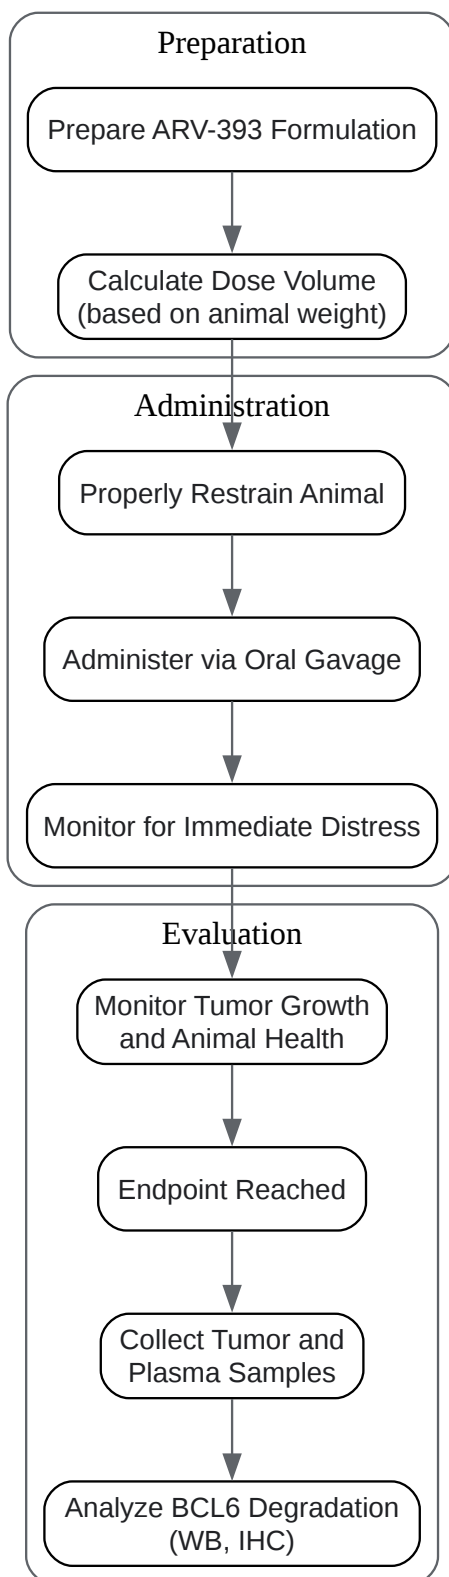 Preparation
Prepare ARV-393 Formulation
Calculate Dose Volume
(based on animal weight)
Administration
Properly Restrain Animal
Administer via Oral Gavage
Monitor for Immediate Distress
Evaluation
Monitor Tumor Growth
and Animal Health
Endpoint Reached
Collect Tumor and
Plasma Samples
Analyze BCL6 Degradation
(WB, IHC)